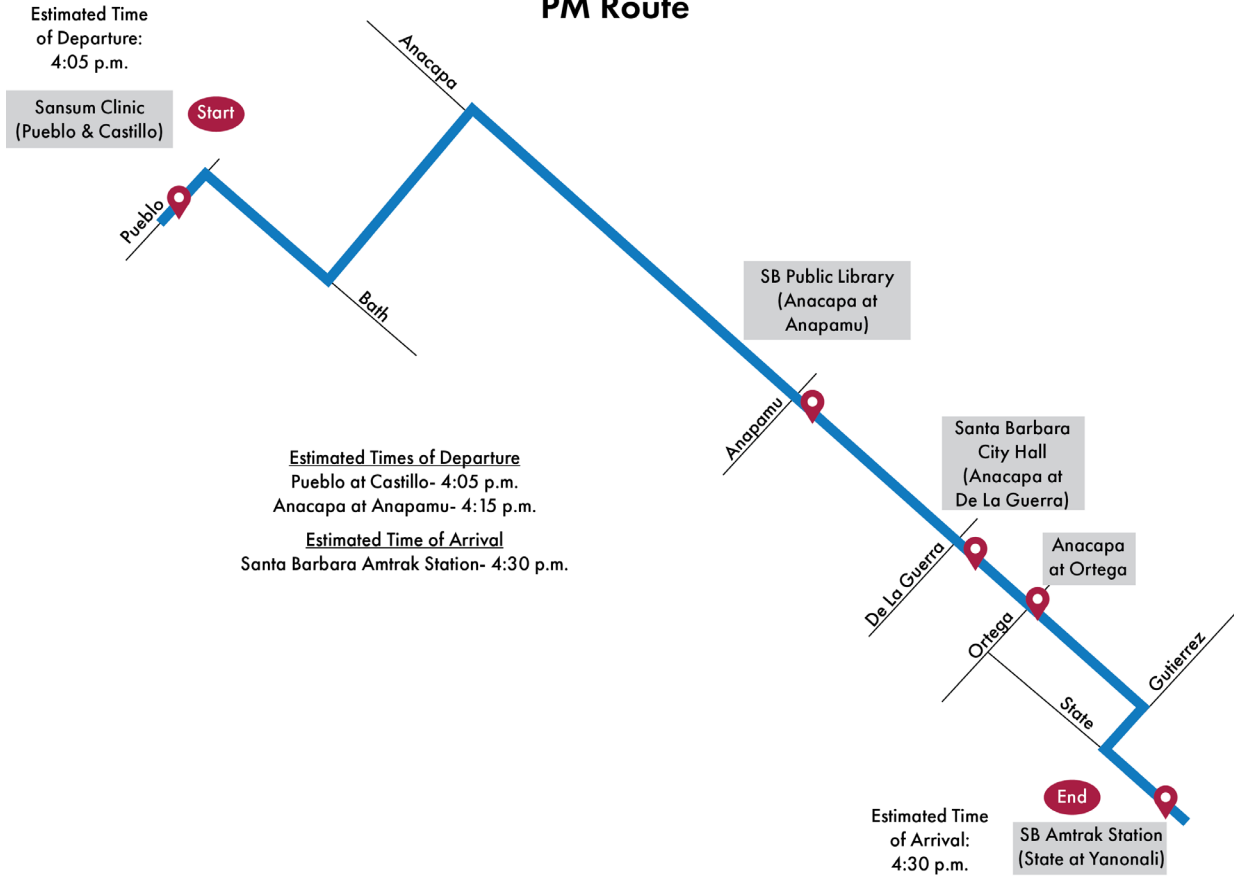 PM Route
Estimated Time
of Departure:
4:05 p.m.
Sansum Clinic
(Pueblo & Castillo)
Start
Anacapa
Pueblo
Bath
SB Public Library
(Anacapa at
Anapamu)
Anapamu
Santa Barbara
City Hall
(Anacapa at
De La Guerra)
Estimated Times of Departure
Pueblo at Castillo- 4:05 p.m.
Anacapa at Anapamu- 4:15 p.m.
Estimated Time of Arrival
Santa Barbara Amtrak Station- 4:30 p.m.
De La Guerra
Anacapa
at Ortega
Ortega
Gutierrez
State
End
Estimated Time
of Arrival:
4:30 p.m.
SB Amtrak Station
(State at Yanonali)